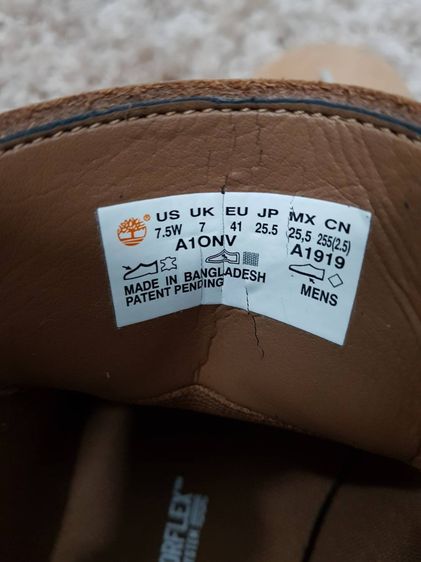 US UK EU JP MX CN
7.5W 7 41 25.5 25,5 255(2.5)
A1ONV A1919
MADE IN BANGLADESH
PATENT PENDING MENS